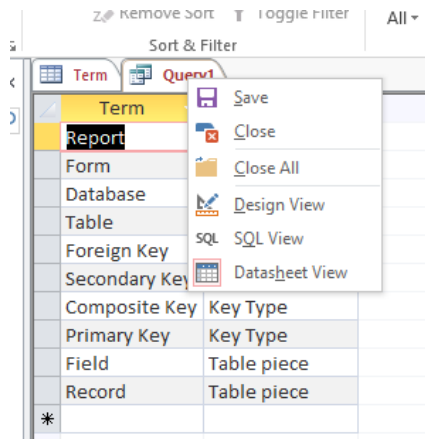 Remove Sort Toggle Filter
All
Sort & Filter
Term Query1
Term
Save
Report
Close
Form
Close All
Database
Design View
Table
SQL SQL View
Foreign Key
Datasheet View
Secondary Key
Composite Key Key Type
Primary Key Key Type
Field Table piece
Record Table piece
*